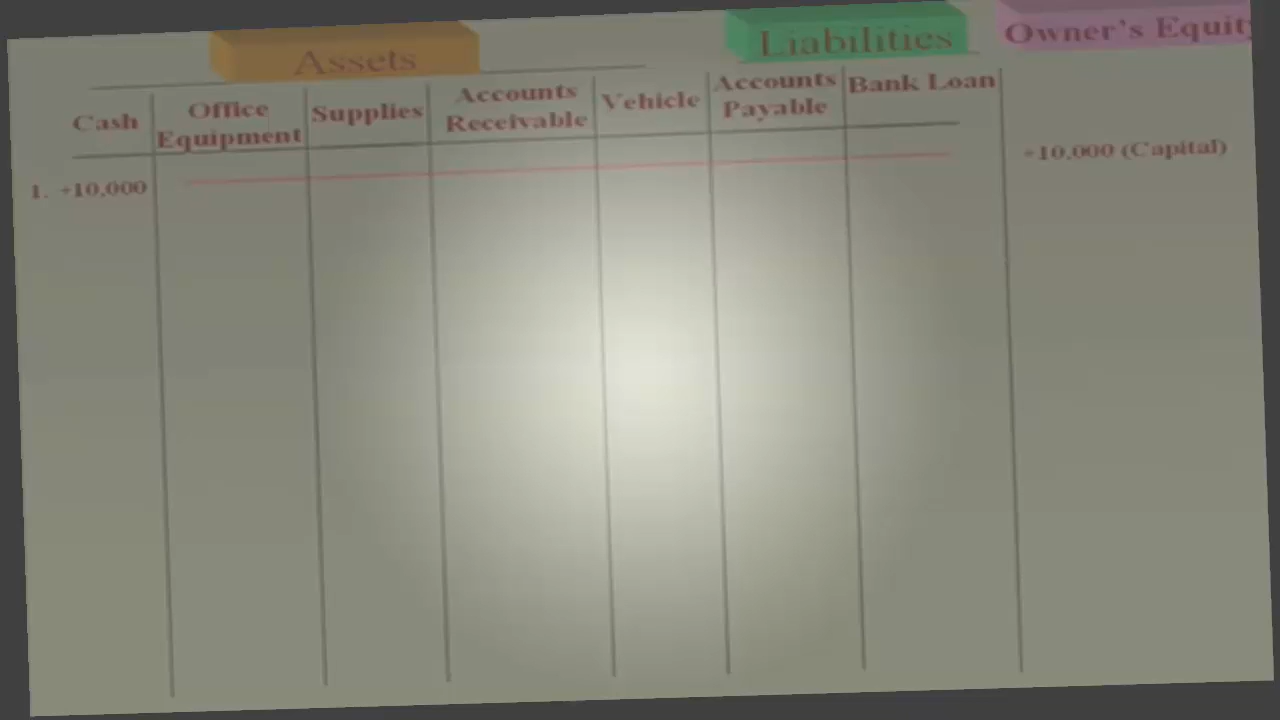 Assets
Liabilities
Owner's Equity
Cash
Office
Equipment
Supplies
Accounts
Receivable
Vehicle
Accounts
Payable
Bank Loan
1. +10,000
+10,000 (Capital)